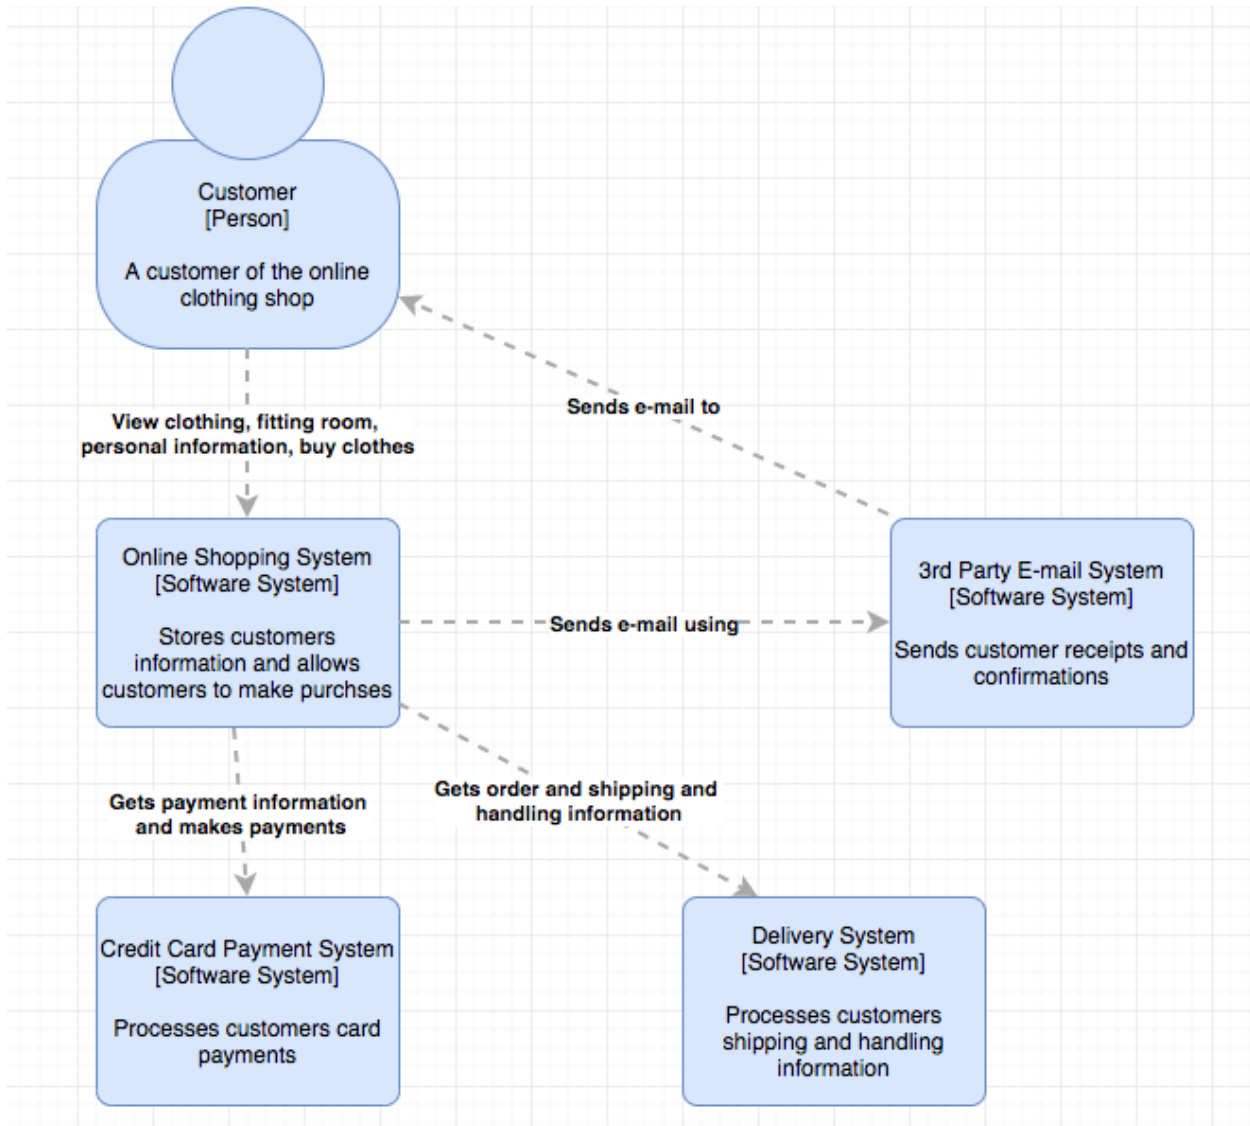 Customer
[Person]
A customer of the online
clothing shop
View clothing, fitting room,
personal information, buy clothes
Sends e-mail to
Online Shopping System
[Software System]
Stores customers
information and allows
customers to make purchses
Sends e-mail using
3rd Party E-mail System
[Software System]
Sends customer receipts and
confirmations
Gets payment information
and makes payments
Gets order and shipping and
handling information
Credit Card Payment System
[Software System]
Processes customers card
payments
Delivery System
[Software System]
Processes customers
shipping and handling
information